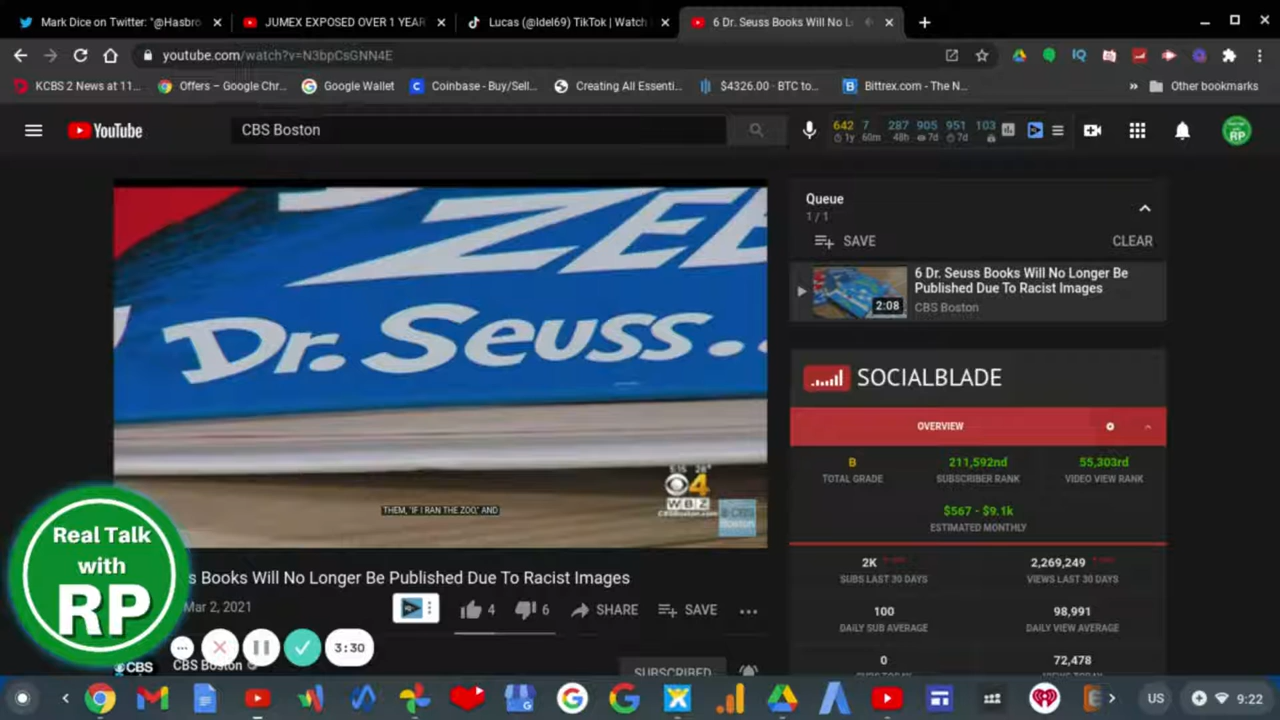 Mark Dice on Twitter: "@Hasbro
JUMEX EXPOSED OVER 1 YEAR
Lucas (@ldel69) TikTok | Watch
6 Dr. Seuss Books Will No L
youtube.com/watch?v=N3bpCsGNN4E
KCBS 2 News at 11...
Offers – Google Chr...
Google Wallet
Coinbase - Buy/Sell...
Creating All Essenti...
$4326.00 · BTC to...
Bittrex.com - The N...
»
Other bookmarks
YouTube
CBS Boston
642 7 287 905 951 103
1y 60m 48h 7d 7d
RP
ZEE
Dr. Seuss
5:15 28°
4
WBZ
CBSBoston.com
CBS Boston
THEM, "IF I RAN THE ZOO," AND
Queue
1 / 1
SAVE
CLEAR
6 Dr. Seuss Books Will No Longer Be
Published Due To Racist Images
CBS Boston
2:08
SOCIALBLADE
OVERVIEW
B
TOTAL GRADE
211,592nd
SUBSCRIBER RANK
55,303rd
VIDEO VIEW RANK
$567 - $9.1k
ESTIMATED MONTHLY
2K
SUBS LAST 30 DAYS
2,269,249
VIEWS LAST 30 DAYS
100
DAILY SUB AVERAGE
98,991
DAILY VIEW AVERAGE
0
72,478
s Books Will No Longer Be Published Due To Racist Images
Mar 2, 2021
4
6
SHARE
SAVE
Real Talk
with
RP
3:30
CBS
CBS Boston
SUBSCRIBED
US
9:22